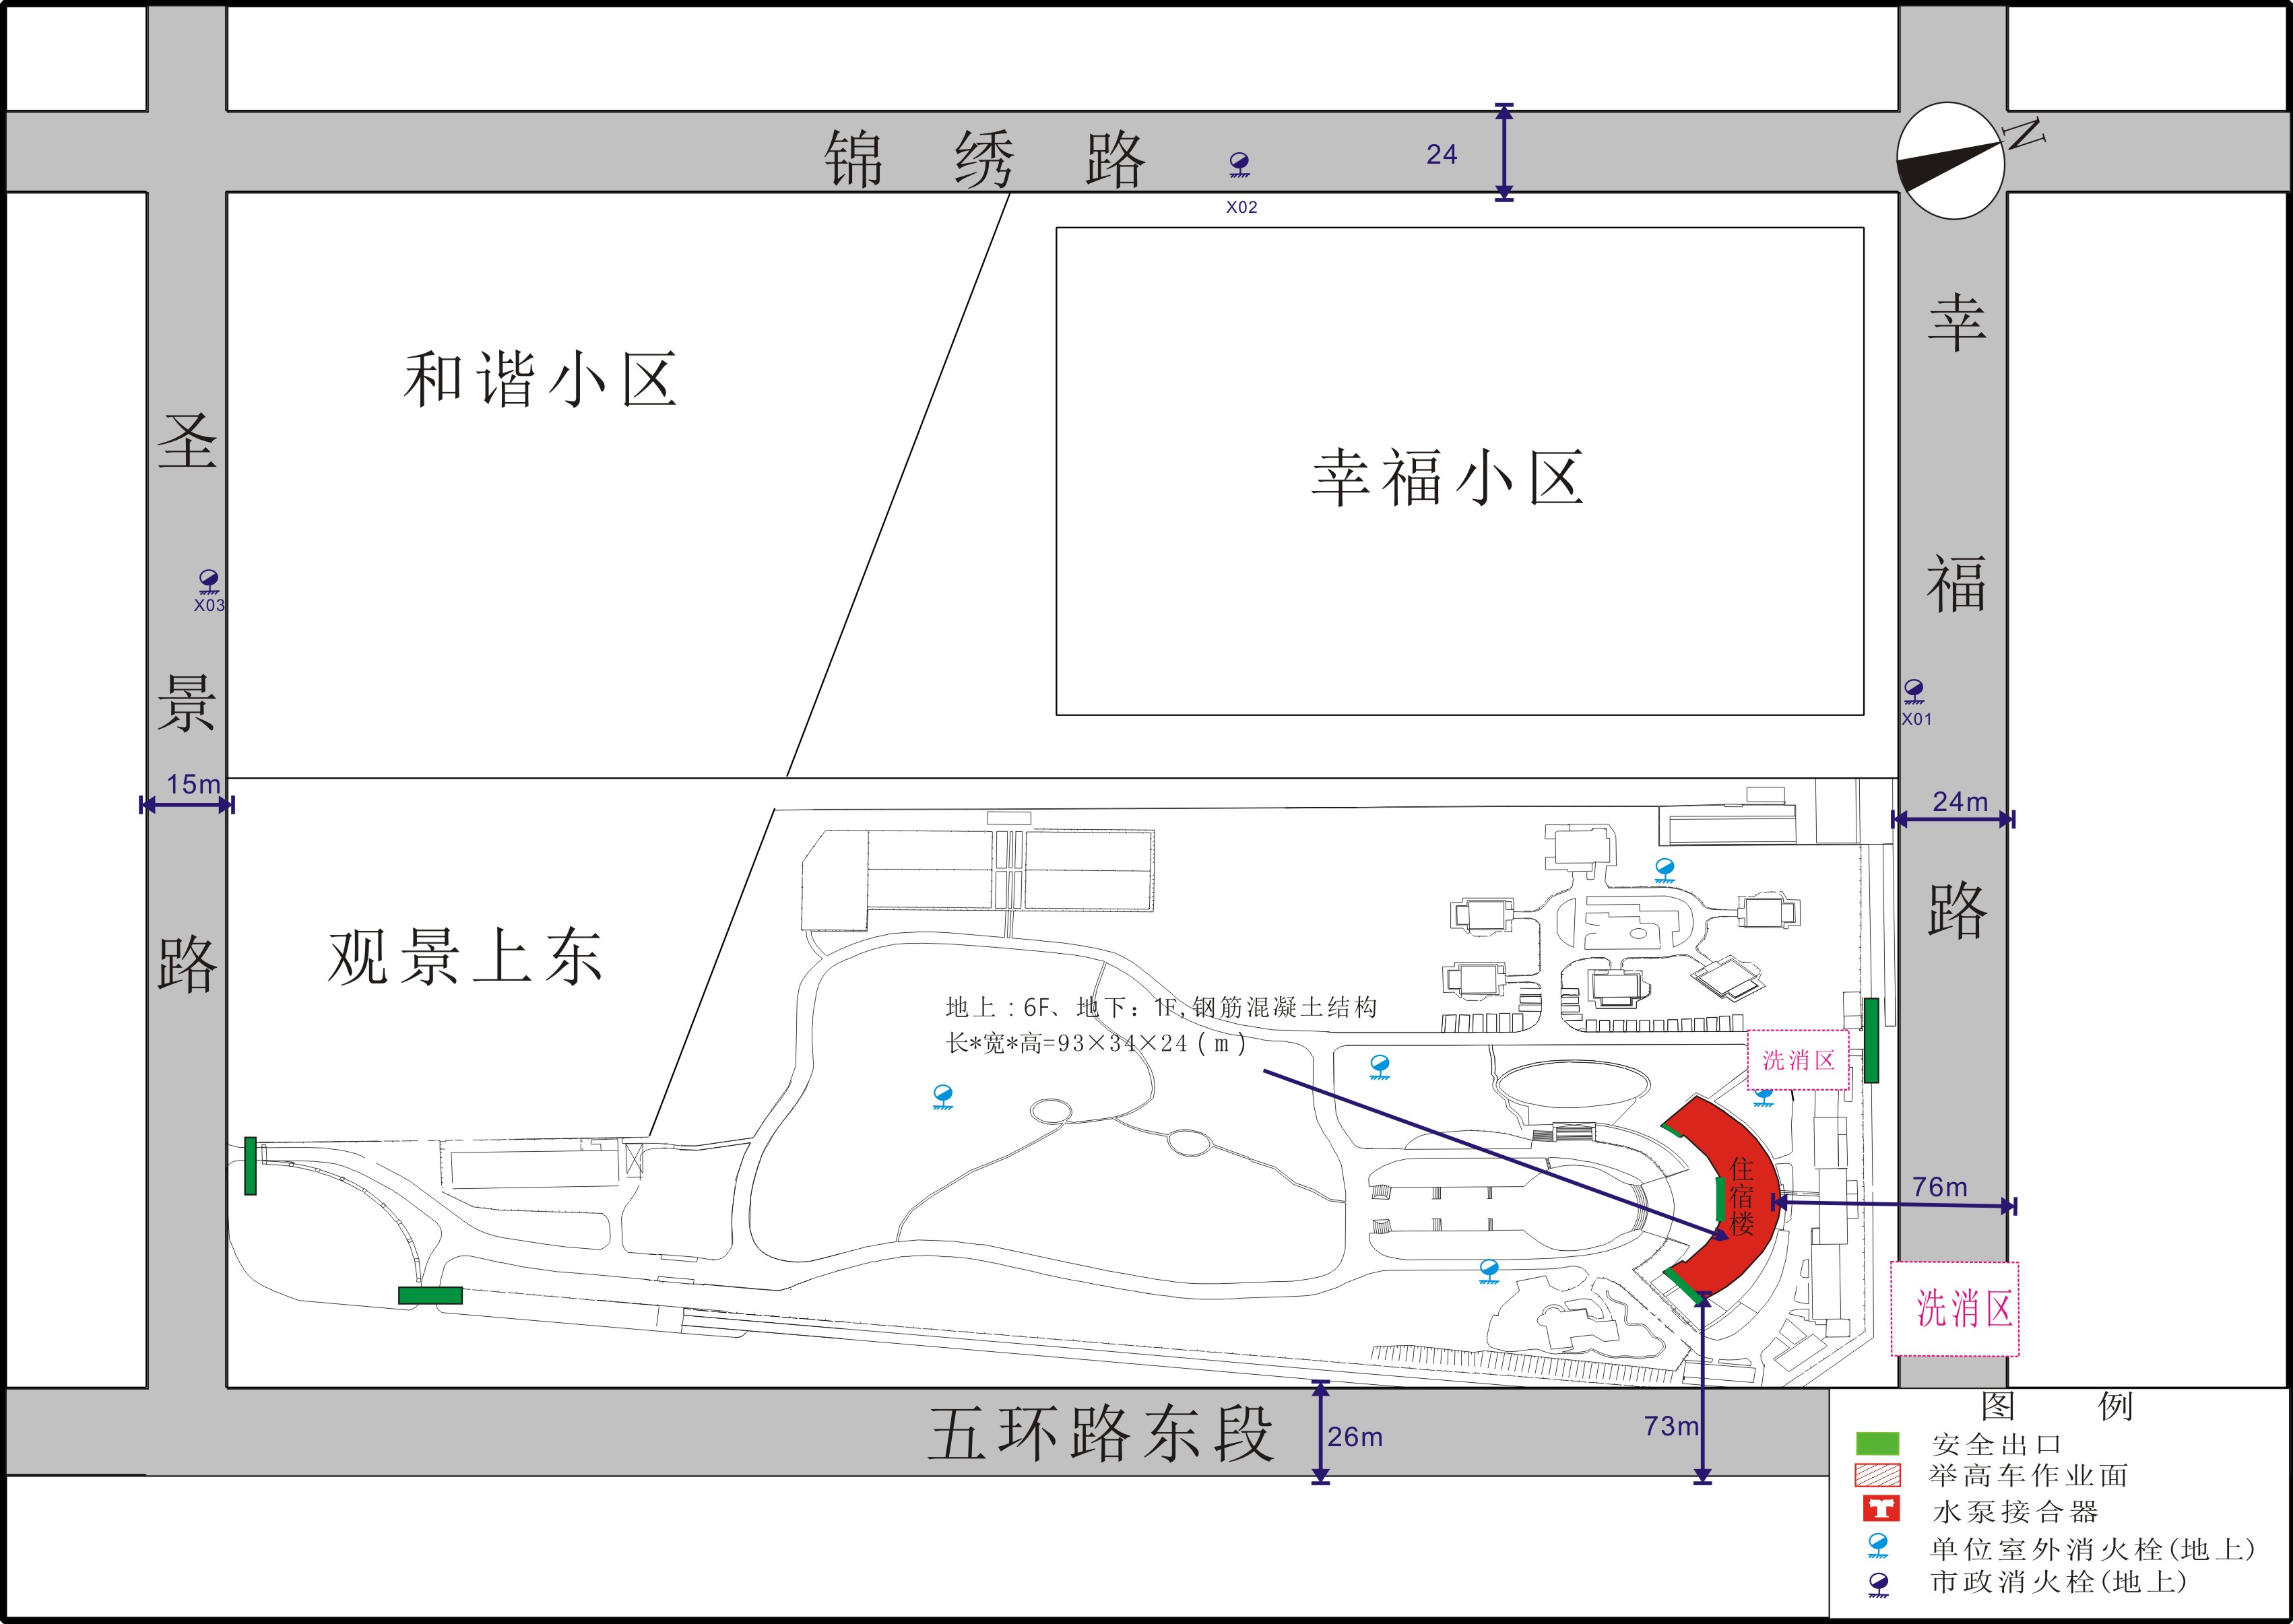 锦绣路
24
X02
N
幸福路
圣景路
和谐小区
幸福小区
X03
X01
15m
24m
观景上东
地上:6F、地下:1F,钢筋混凝土结构
长*宽*高=93×34×24(m)
洗消区
住宿楼
76m
洗消区
五环路东段
26m
73m
图例
安全出口
举高车作业面
水泵接合器
单位室外消火栓(地上)
市政消火栓(地上)